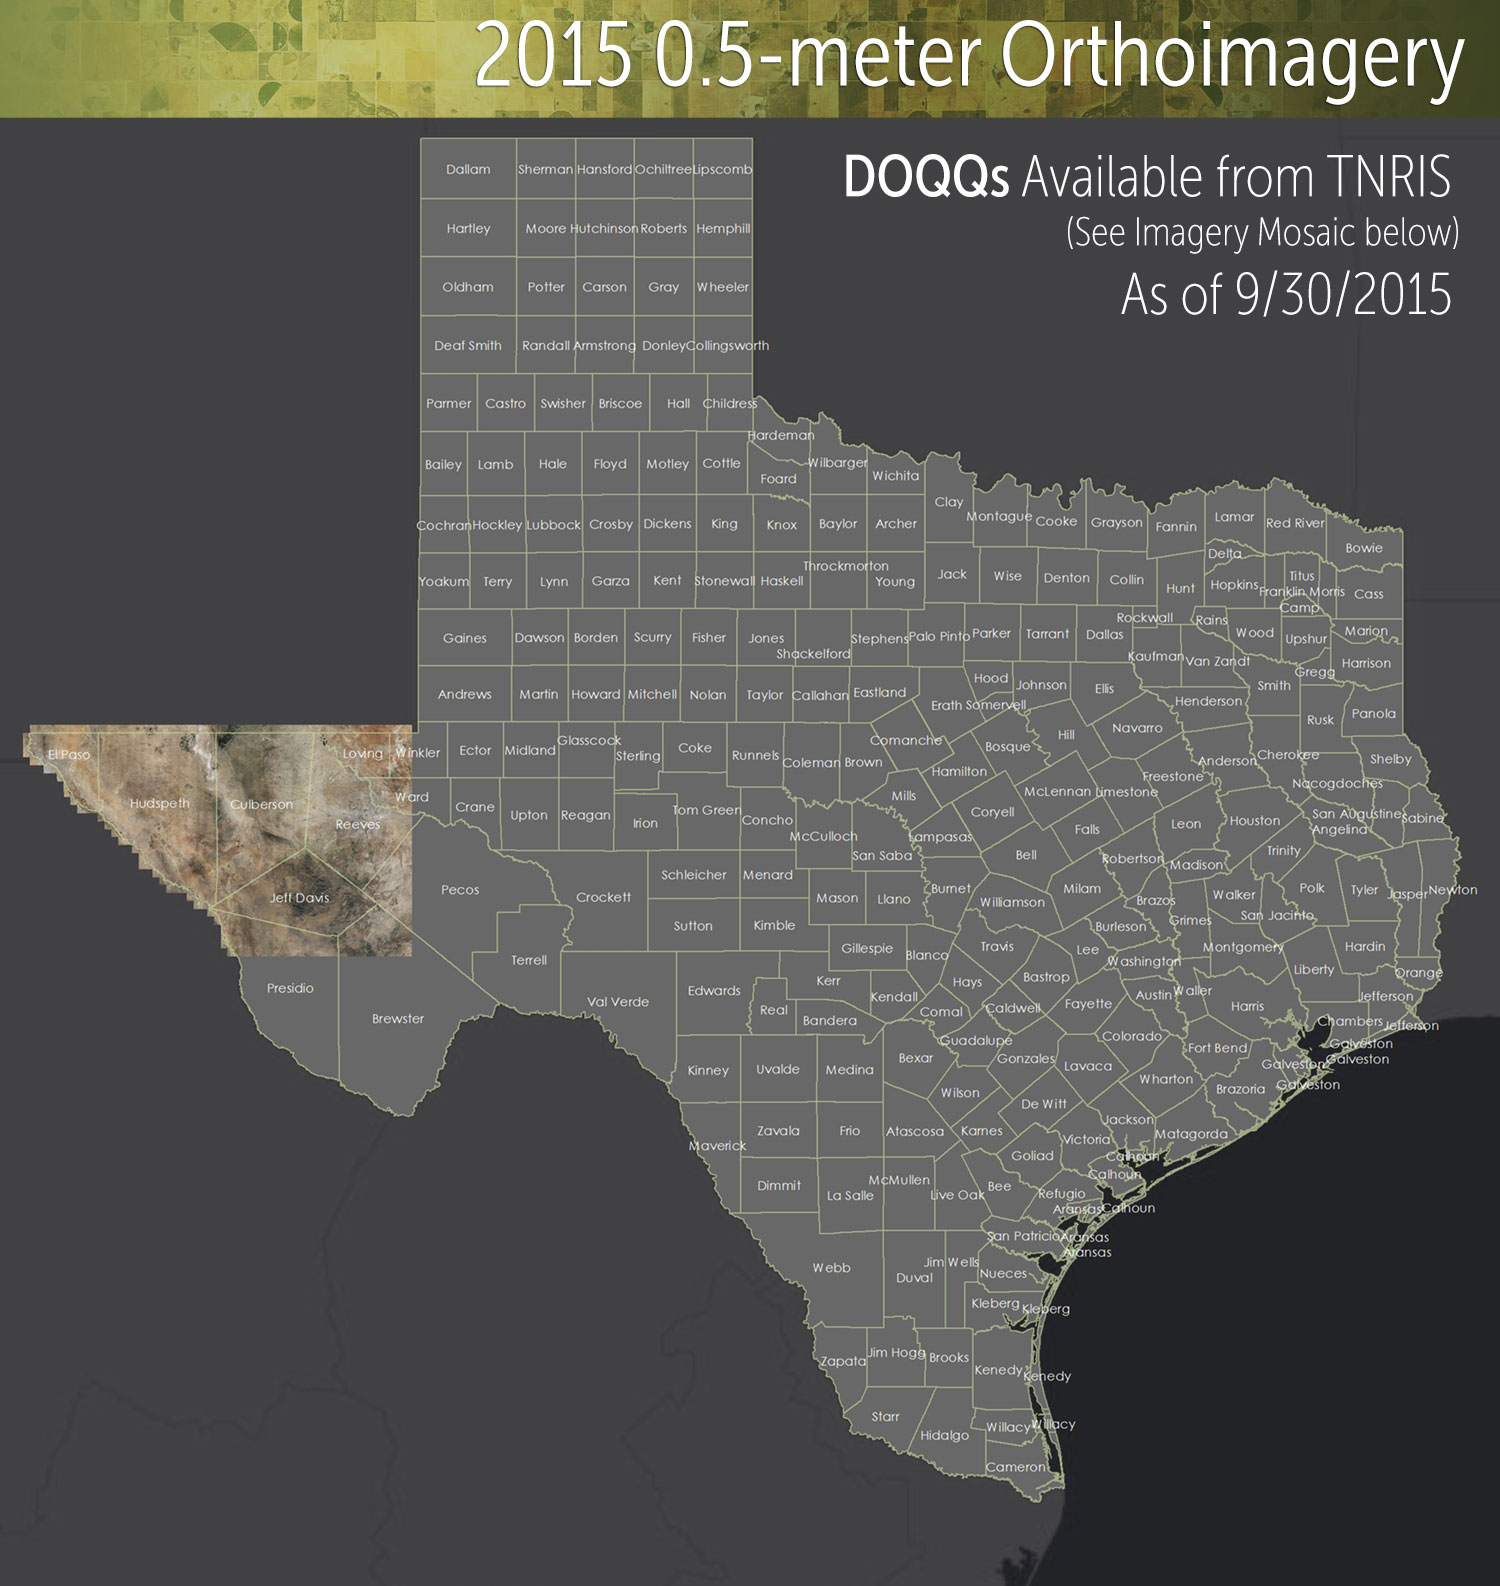 2015 0.5-meter Orthoimagery
DOQQs Available from TNRIS
(See Imagery Mosaic below)
As of 9/30/2015
Dallam Sherman Hansford Ochiltree Lipscomb
Hartley Moore Hutchinson Roberts Hemphill
Oldham Potter Carson Gray Wheeler
Deaf Smith Randall Armstrong Donley Collingsworth
Parmer Castro Swisher Briscoe Hall Childress
Hardeman
Bailey Lamb Hale Floyd Motley Cottle Wilbarger
Foard Wichita
Clay
Cochran Hockley Lubbock Crosby Dickens King Knox Baylor Archer Montague Cooke Grayson Fannin Lamar Red River
Bowie
Delta
Throckmorton
Yoakum Terry Lynn Garza Kent Stonewall Haskell Young Jack Wise Denton Collin Hunt Hopkins Titus
Franklin Morris Cass
Camp
Rockwall Rains
Gaines Dawson Borden Scurry Fisher Jones Stephens Palo Pinto Parker Tarrant Dallas Wood Upshur Marion
Shackelford Kaufman Van Zandt Harrison
Gregg
Andrews Martin Howard Mitchell Nolan Taylor Callahan Eastland Hood Johnson Ellis Smith
Erath Somervell Henderson
Rusk Panola
El Paso Loving Winkler Ector Midland Glasscock Sterling Coke Runnels Coleman Brown Comanche Bosque Hill Navarro
Anderson Cherokee Shelby
Hamilton Freestone Nacogdoches
Hudspeth Culberson Ward Crane Mills McLennan Limestone
Reeves Upton Reagan Irion Tom Green Concho Coryell Falls Leon Houston San Augustine Sabine
Angelina
McCulloch Lampasas
San Saba Bell Robertson Madison Trinity
Jeff Davis Pecos Crockett Schleicher Menard Mason Llano Burnet Williamson Milam Brazos Walker Polk Tyler Jasper Newton
Grimes San Jacinto
Sutton Kimble Burleson
Terrell Gillespie Blanco Travis Lee Washington Montgomery Hardin
Liberty Orange
Presidio Val Verde Edwards Kerr Kendall Hays Bastrop Austin Waller Jefferson
Brewster Real Bandera Comal Caldwell Fayette Harris
Chambers Jefferson
Guadalupe Colorado Fort Bend Galveston
Galveston
Kinney Uvalde Medina Bexar Gonzales Lavaca Galveston
Wilson Wharton Brazoria Galveston
De Witt
Maverick Zavala Frio Atascosa Karnes Jackson
Victoria Matagorda
Goliad Calhoun
Calhoun
Dimmit La Salle McMullen Live Oak Bee Refugio
Aransas Calhoun
San Patricio Aransas
Aransas
Webb Duval Jim Wells Nueces
Kleberg Kleberg
Zapata Jim Hogg Brooks Kenedy Kenedy
Starr Hidalgo Willacy Willacy
Cameron